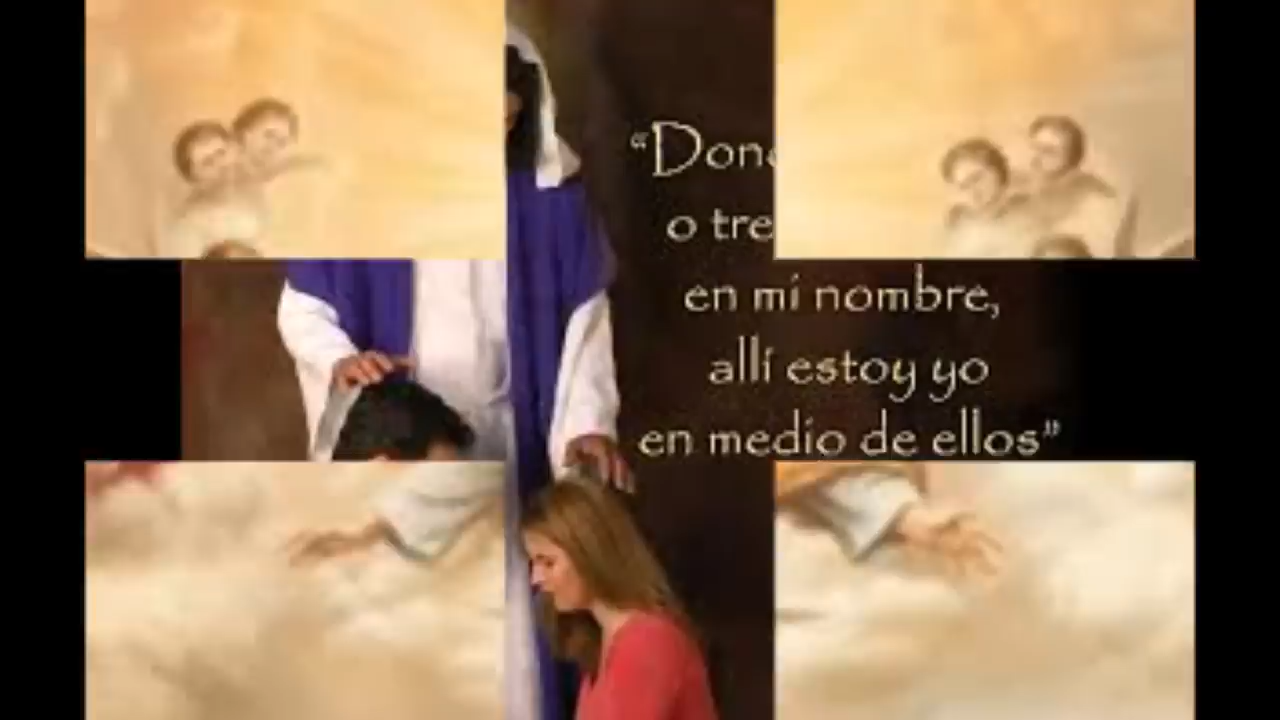 “Don
o tre
en mi nombre,
allí estoy yo
en medio de ellos”